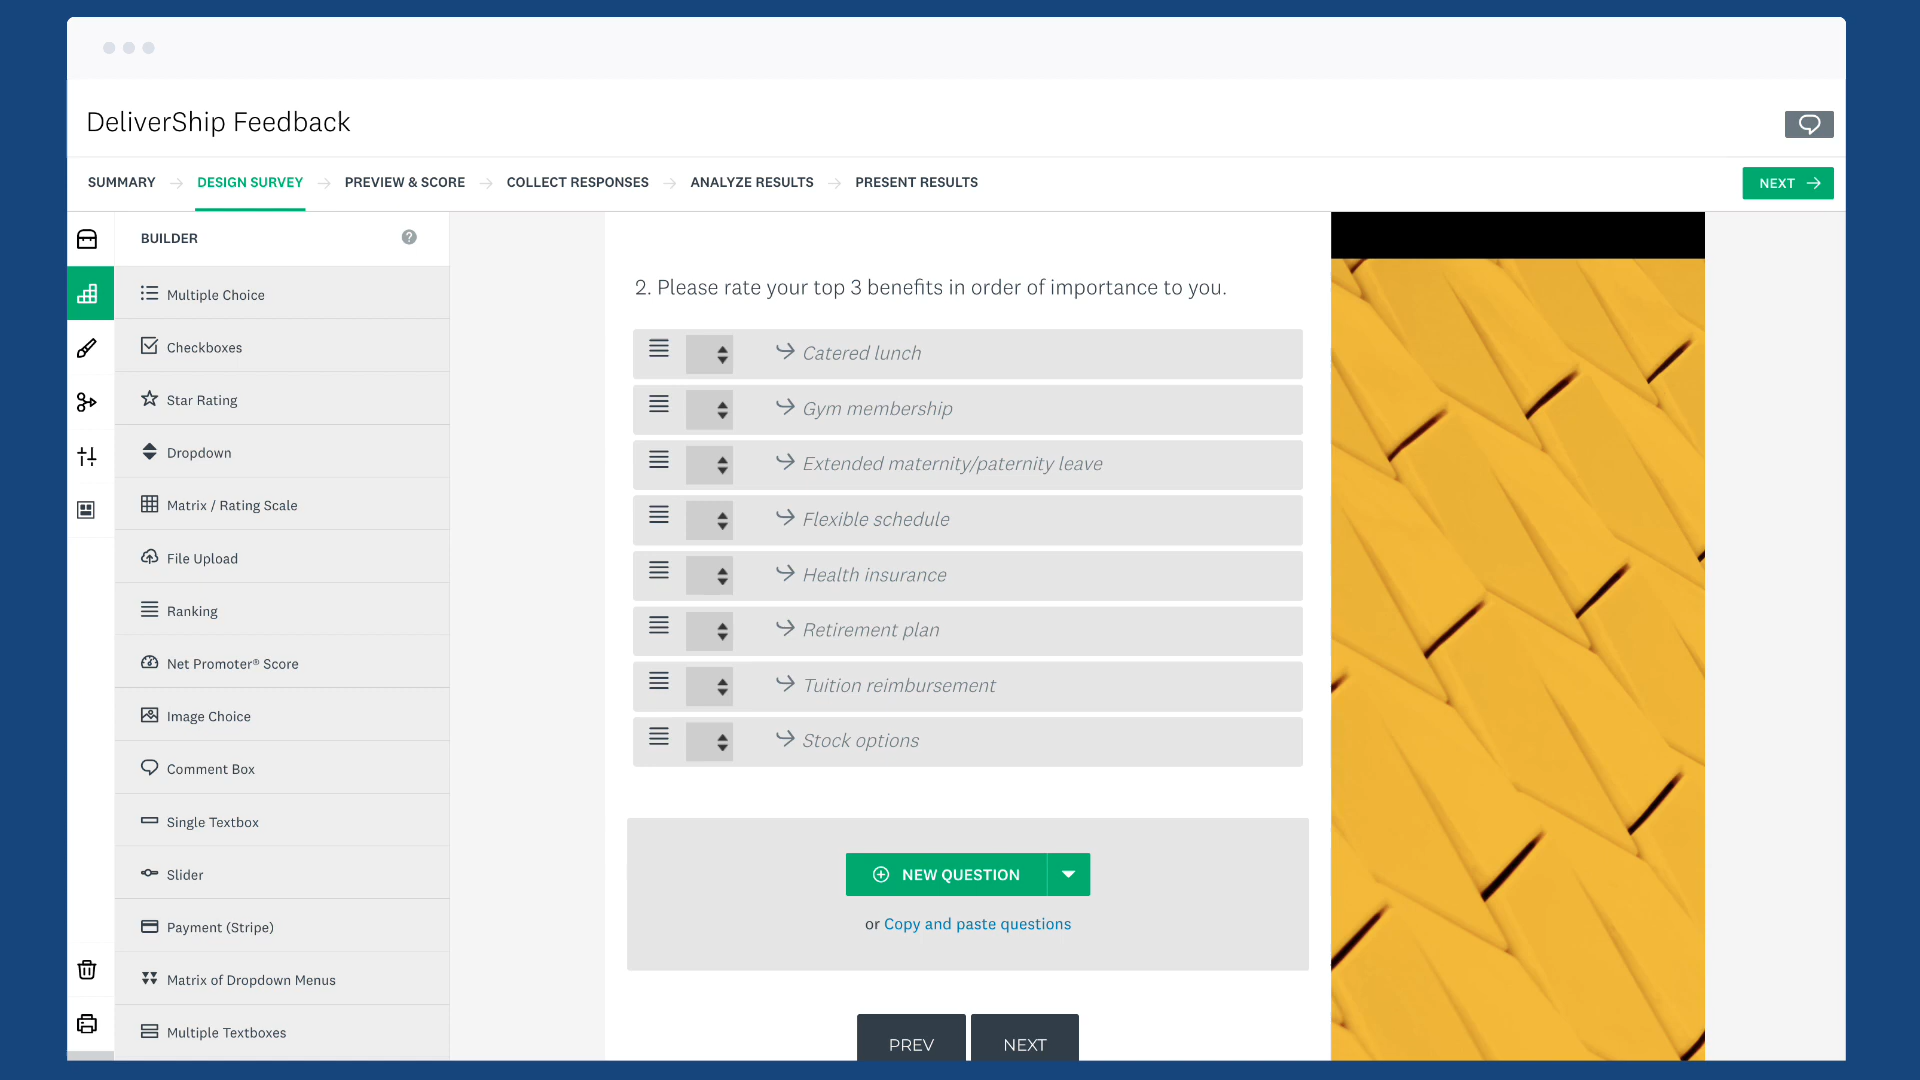 DeliverShip Feedback
SUMMARY DESIGN SURVEY PREVIEW & SCORE COLLECT RESPONSES ANALYZE RESULTS PRESENT RESULTS NEXT
BUILDER ?
Multiple Choice
Checkboxes
Star Rating
Dropdown
Matrix / Rating Scale
File Upload
Ranking
Net Promoter® Score
Image Choice
Comment Box
Single Textbox
Slider
Payment (Stripe)
Matrix of Dropdown Menus
Multiple Textboxes
2. Please rate your top 3 benefits in order of importance to you.
Catered lunch
Gym membership
Extended maternity/paternity leave
Flexible schedule
Health insurance
Retirement plan
Tuition reimbursement
Stock options
NEW QUESTION
or Copy and paste questions
PREV NEXT